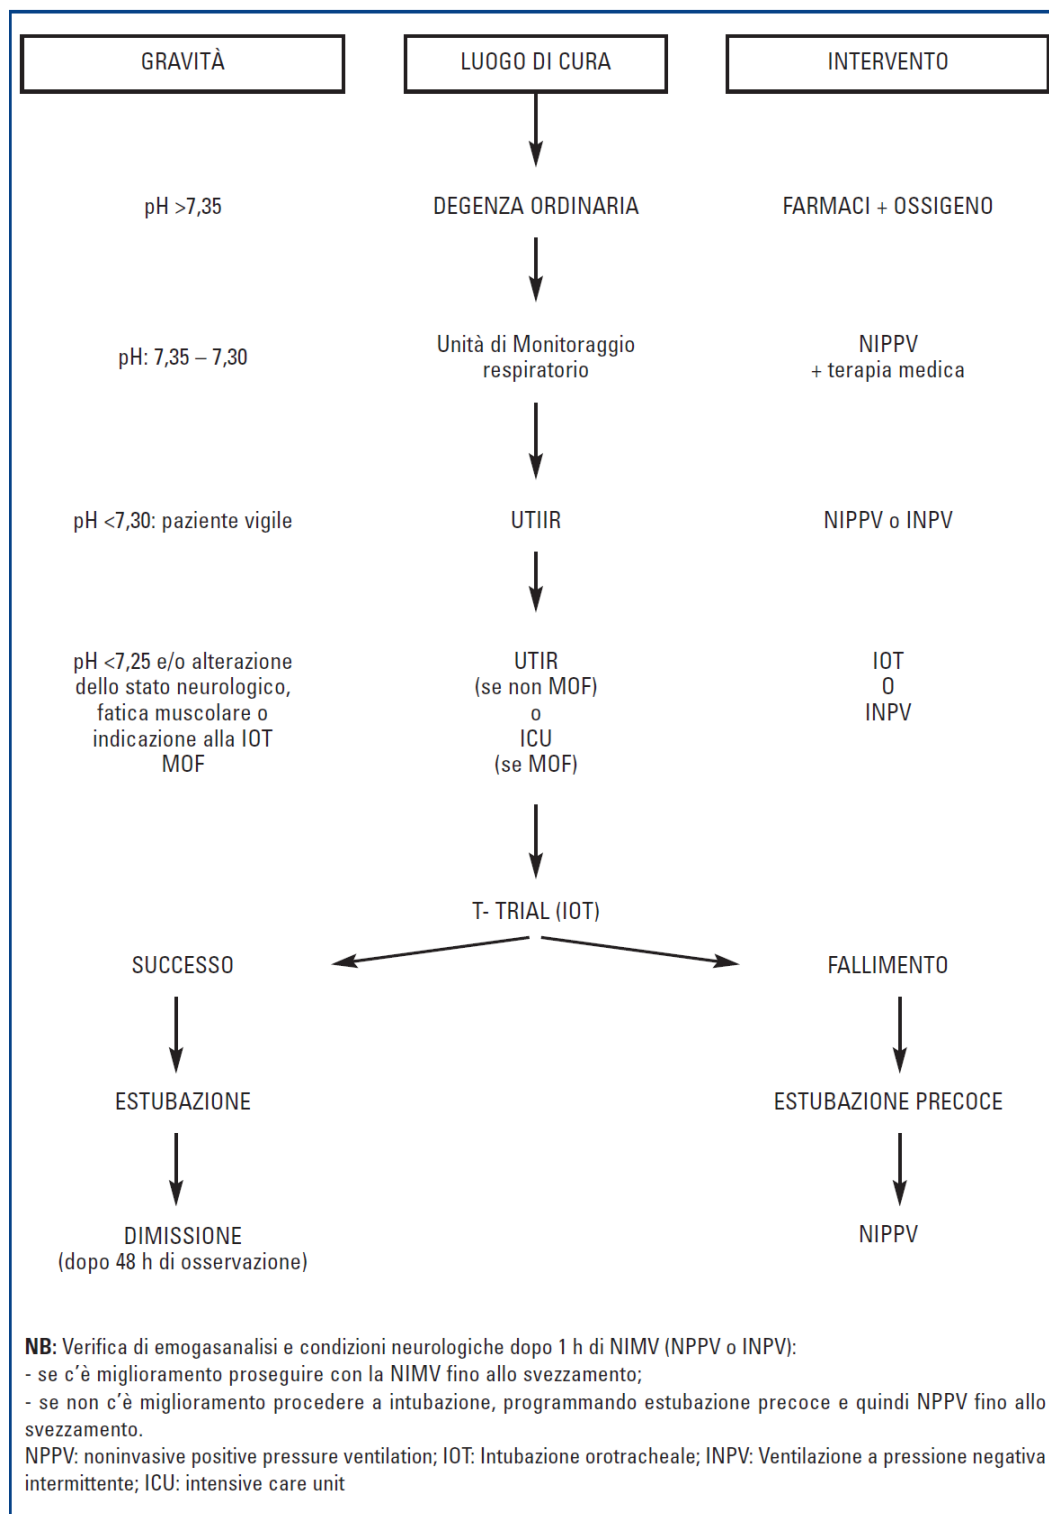 GRAVITÀ
LUOGO DI CURA
INTERVENTO
pH >7,35
DEGENZA ORDINARIA
FARMACI + OSSIGENO
pH: 7,35 – 7,30
Unità di Monitoraggio
respiratorio
NIPPV
+ terapia medica
pH <7,30: paziente vigile
UTIIR
NIPPV o INPV
pH <7,25 e/o alterazione
dello stato neurologico,
fatica muscolare o
indicazione alla IOT
MOF
UTIR
(se non MOF)
o
ICU
(se MOF)
IOT
O
INPV
T- TRIAL (IOT)
SUCCESSO
FALLIMENTO
ESTUBAZIONE
ESTUBAZIONE PRECOCE
DIMISSIONE
(dopo 48 h di osservazione)
NIPPV
NB: Verifica di emogasanalisi e condizioni neurologiche dopo 1 h di NIMV (NPPV o INPV):
- se c’è miglioramento proseguire con la NIMV fino allo svezzamento;
- se non c’è miglioramento procedere a intubazione, programmando estubazione precoce e quindi NPPV fino allo
svezzamento.
NPPV: noninvasive positive pressure ventilation; IOT: Intubazione orotracheale; INPV: Ventilazione a pressione negativa
intermittente; ICU: intensive care unit